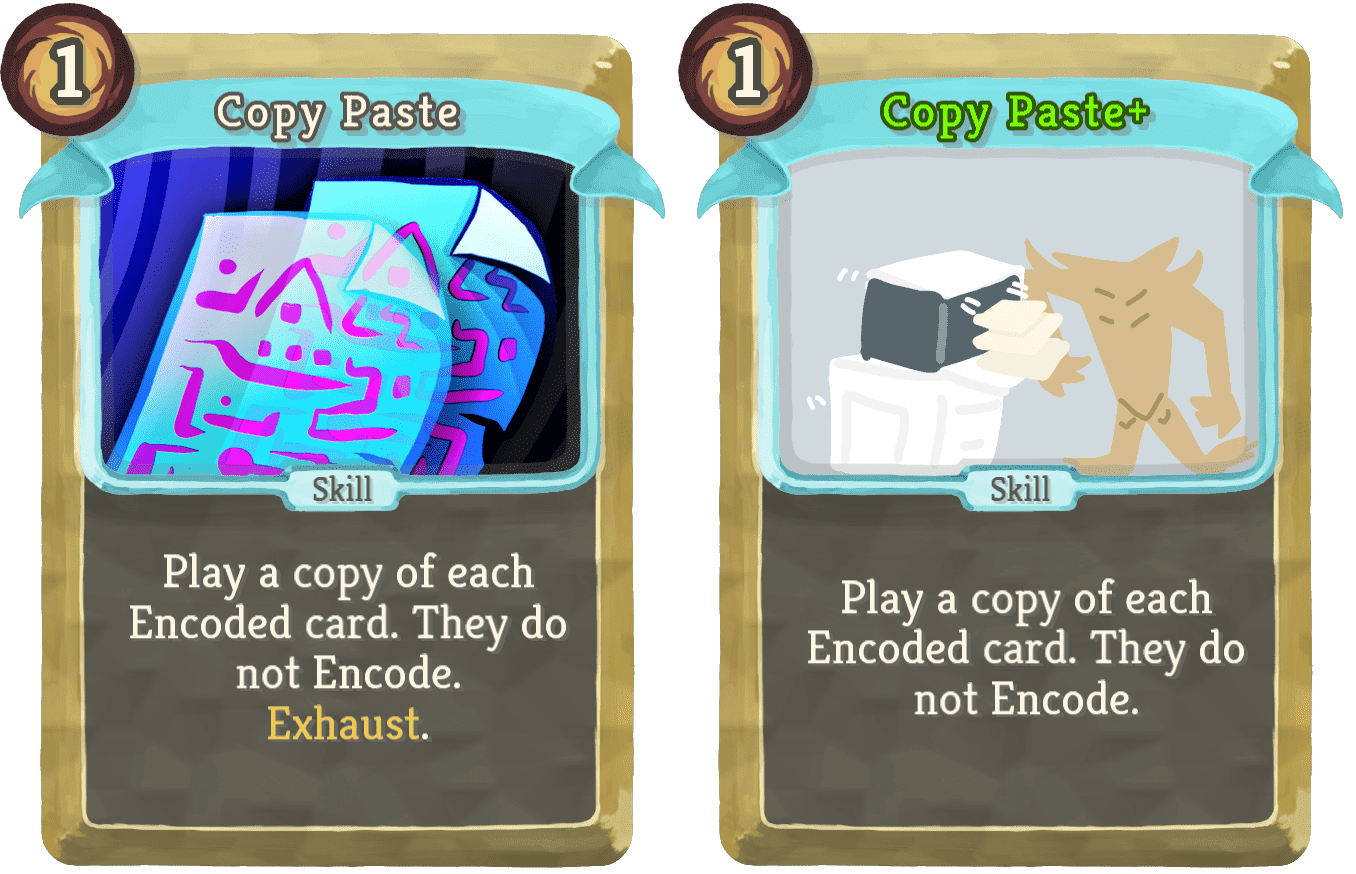 1
Copy Paste
Skill
Play a copy of each
Encoded card. They do
not Encode.
Exhaust.
1
Copy Paste+
Skill
Play a copy of each
Encoded card. They do
not Encode.